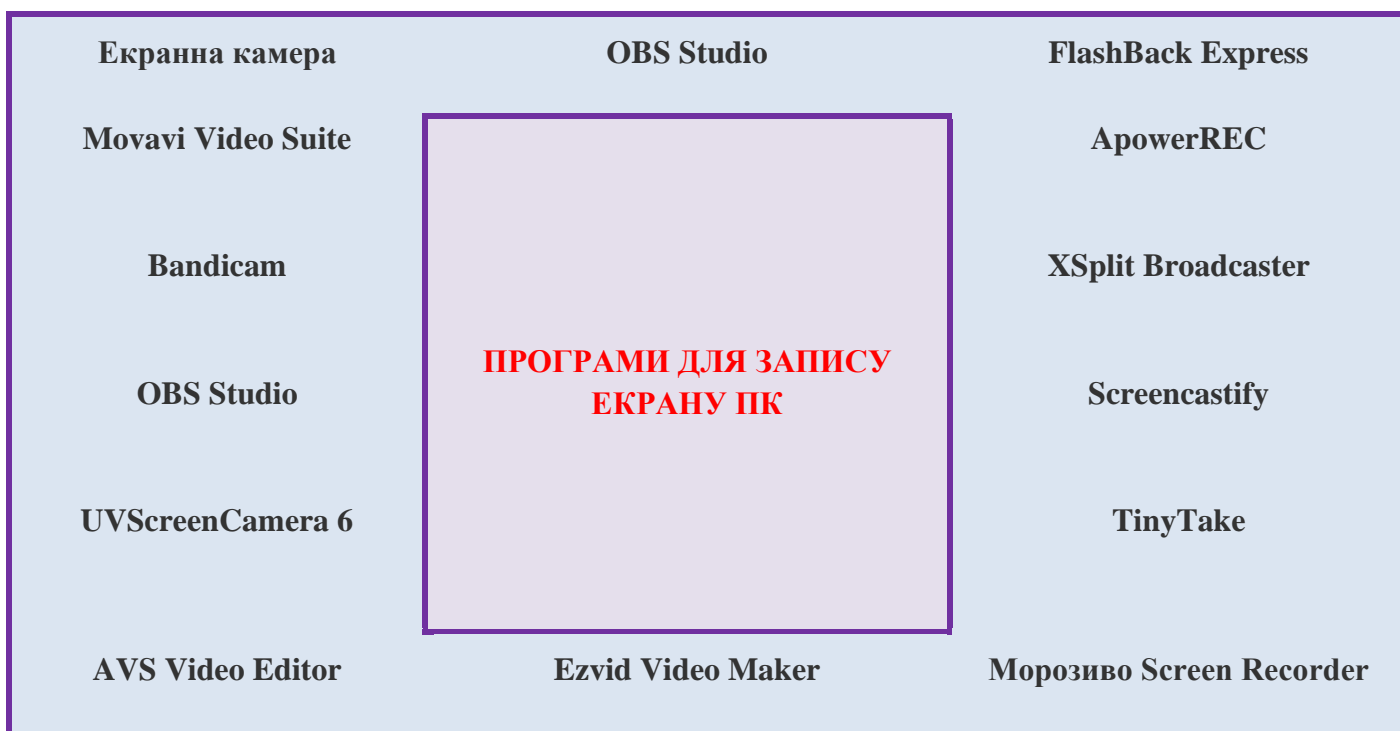 Екранна камера
OBS Studio
FlashBack Express
Movavi Video Suite
ApowerREC
Bandicam
XSplit Broadcaster
ПРОГРАМИ ДЛЯ ЗАПИСУ
ЕКРАНУ ПК
OBS Studio
Screencastify
UVScreenCamera 6
TinyTake
AVS Video Editor
Ezvid Video Maker
Морозиво Screen Recorder